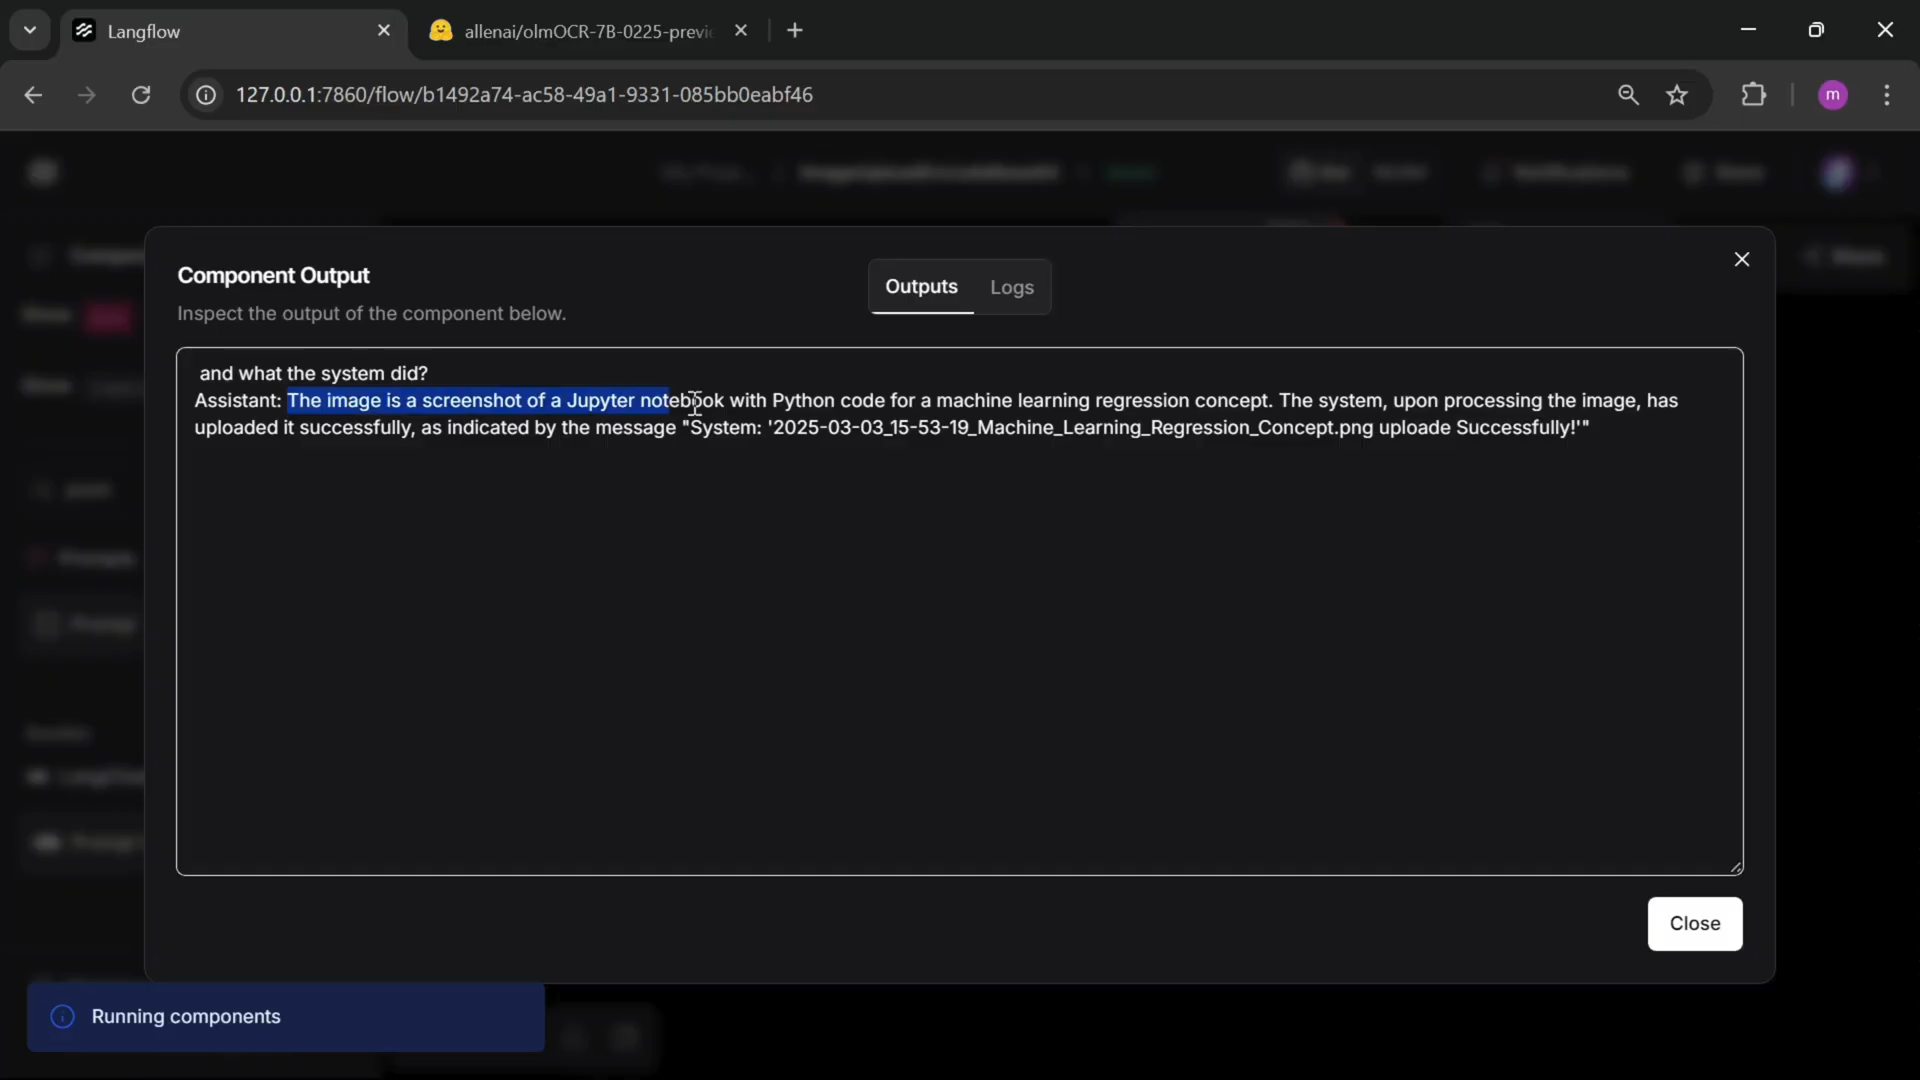 Langflow
allenai/olmOCR-7B-0225-previ
127.0.0.1:7860/flow/b1492a74-ac58-49a1-9331-085bb0eabf46
m
Component Output
Outputs
Logs
Inspect the output of the component below.
and what the system did?
Assistant: The image is a screenshot of a Jupyter notebook with Python code for a machine learning regression concept. The system, upon processing the image, has
uploaded it successfully, as indicated by the message "System: '2025-03-03_15-53-19_Machine_Learning_Regression_Concept.png uploade Successfully!'"
Close
Running components